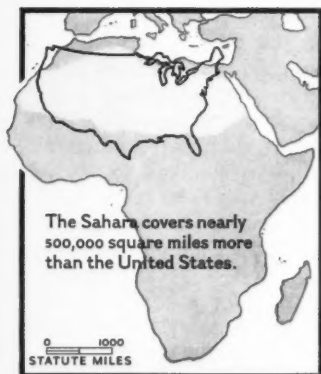 The Sahara covers nearly
500,000 square miles more
than the United States.
0 1000
STATUTE MILES